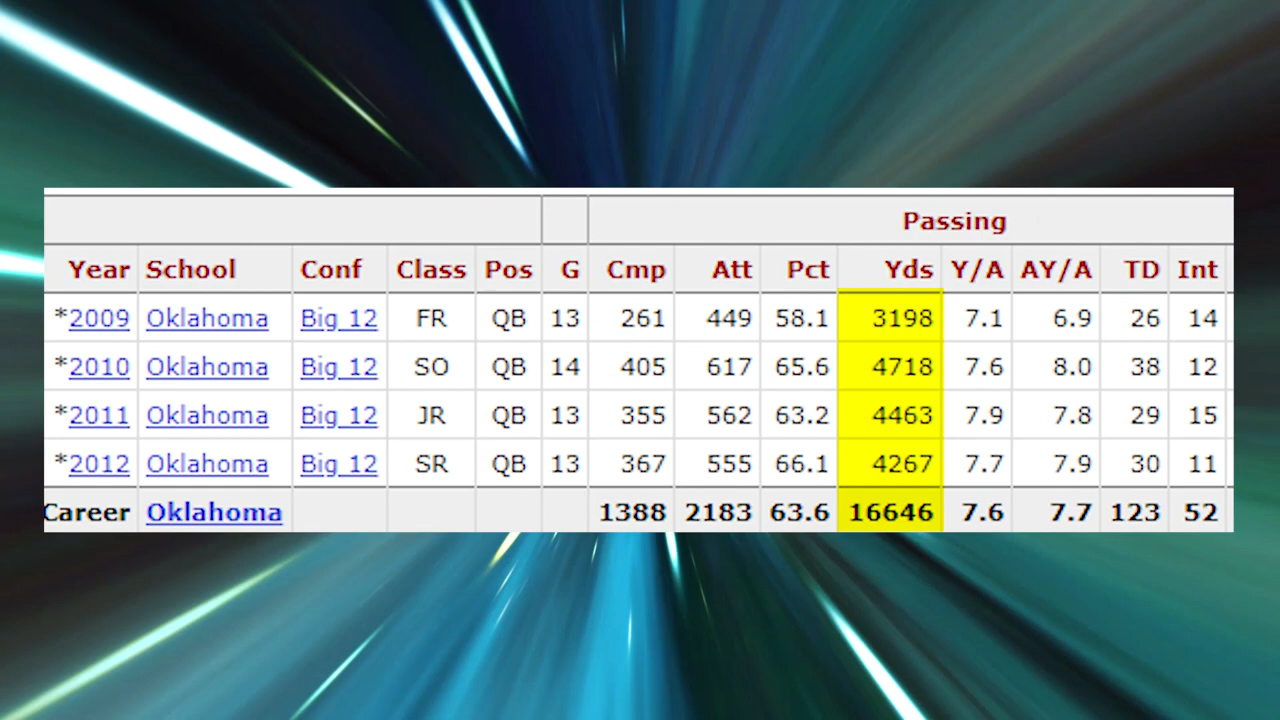 Passing
Year School Conf Class Pos G Cmp Att Pct Yds Y/A AY/A TD Int
*2009 Oklahoma Big 12 FR QB 13 261 449 58.1 3198 7.1 6.9 26 14
*2010 Oklahoma Big 12 SO QB 14 405 617 65.6 4718 7.6 8.0 38 12
*2011 Oklahoma Big 12 JR QB 13 355 562 63.2 4463 7.9 7.8 29 15
*2012 Oklahoma Big 12 SR QB 13 367 555 66.1 4267 7.7 7.9 30 11
Career Oklahoma 1388 2183 63.6 16646 7.6 7.7 123 52